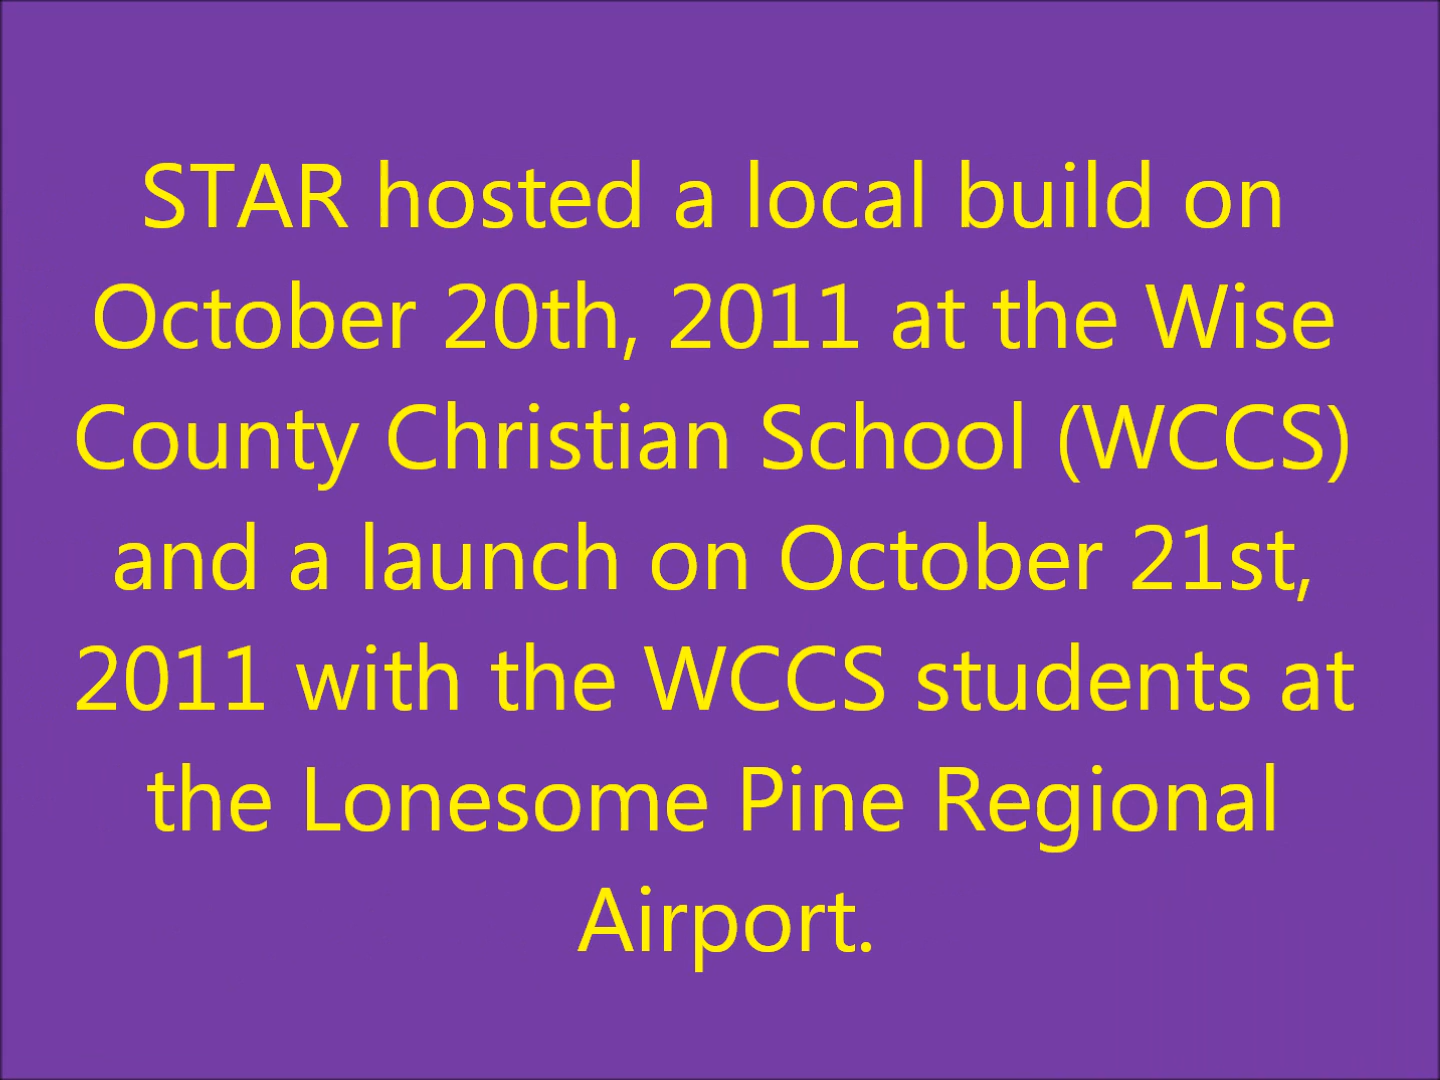 STAR hosted a local build on
October 20th, 2011 at the Wise
County Christian School (WCCS)
and a launch on October 21st,
2011 with the WCCS students at
the Lonesome Pine Regional
Airport.